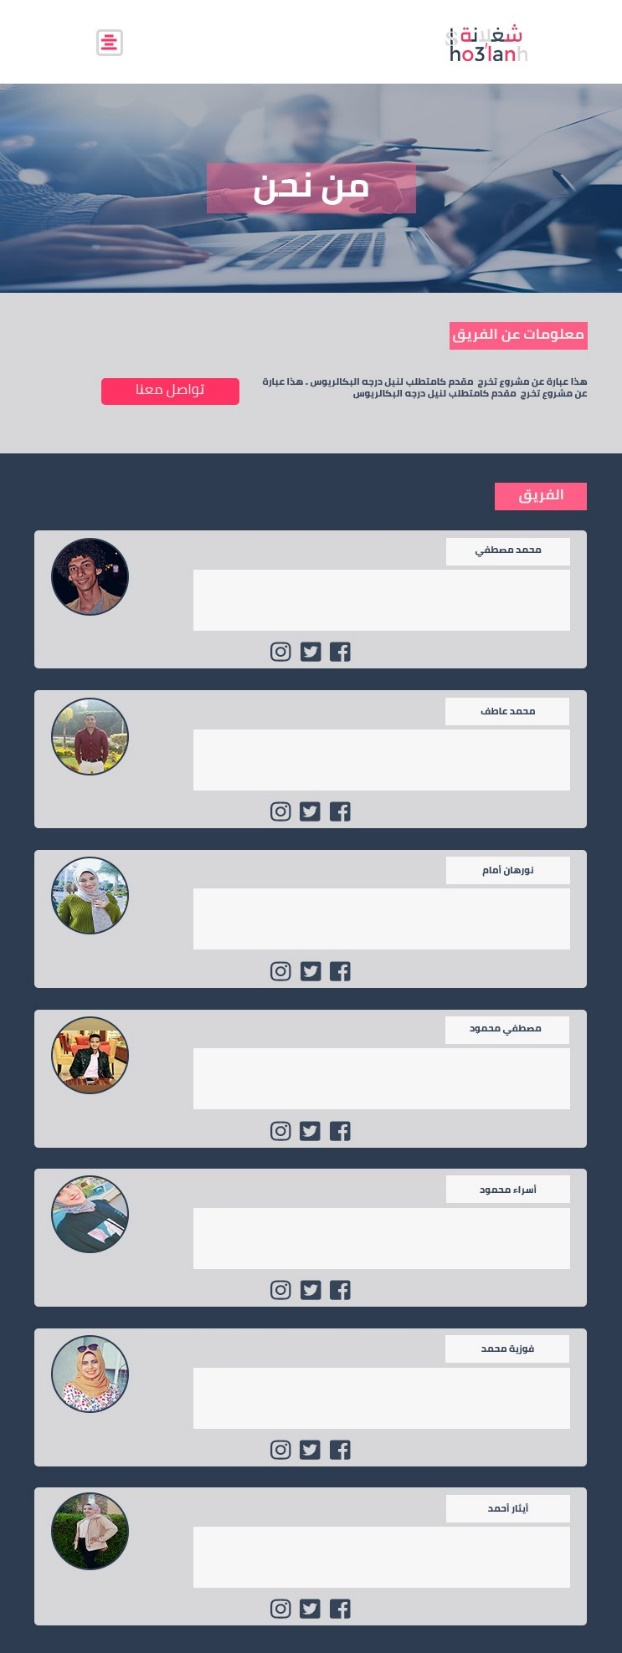 شغلانة
sho3lanh
من نحن
معلومات عن الفريق
هذا عبارة عن مشروع تخرج مقدم كامتطلب لنيل درجه البكالريوس . هذا عبارة
عن مشروع تخرج مقدم كامتطلب لنيل درجه البكالريوس
تواصل معنا
الفريق
محمد مصطفي
محمد عاطف
نورهان أمام
مصطفي محمود
أسراء محمود
فوزية محمد
أيثار أحمد